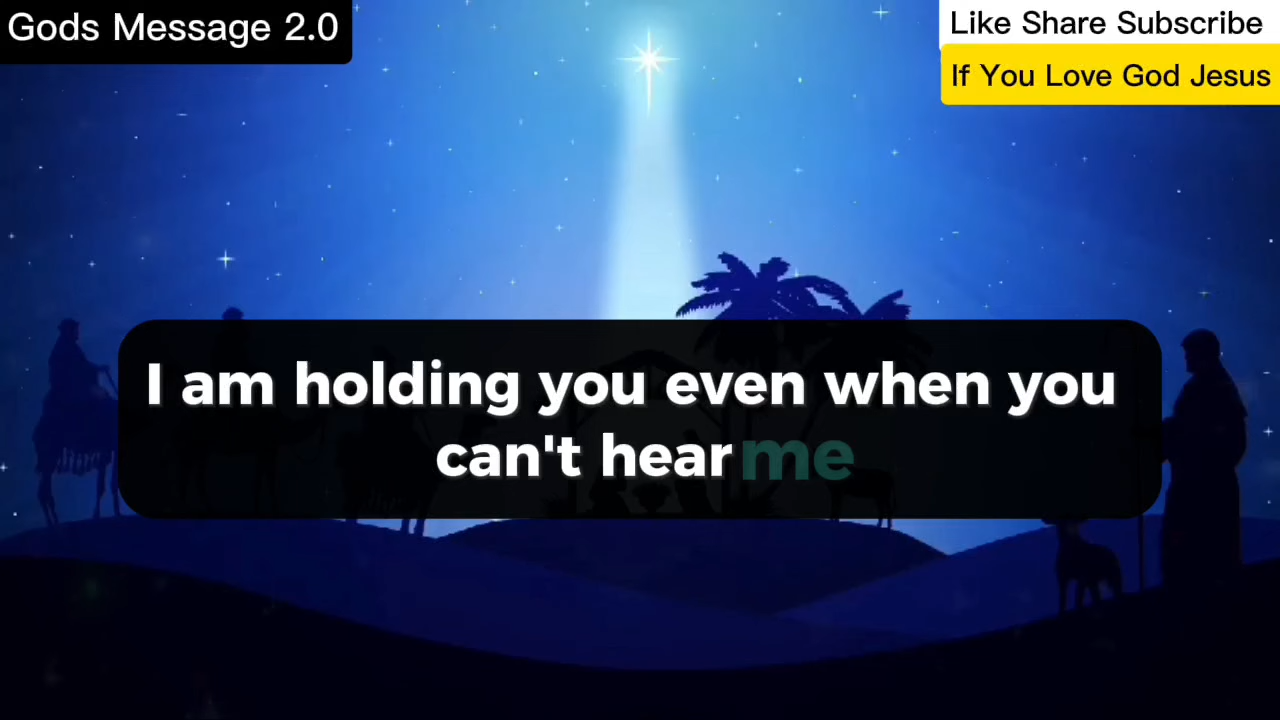 Gods Message 2.0
Like Share Subscribe
If You Love God Jesus
I am holding you even when you
can't hear me